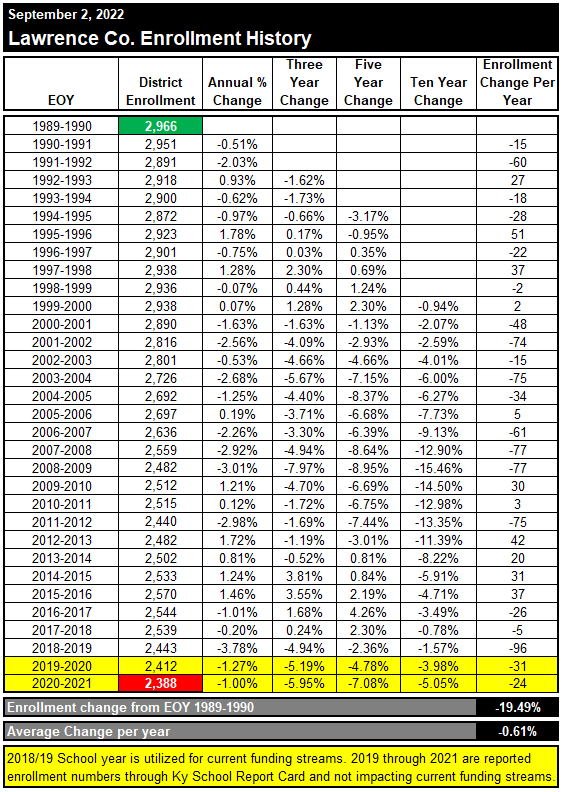 September 2, 2022
Lawrence Co. Enrollment History
EOY District Enrollment Annual % Change Three Year Change Five Year Change Ten Year Change Enrollment Change Per Year
1989-1990 2,966
1990-1991 2,951 -0.51% -15
1991-1992 2,891 -2.03% -60
1992-1993 2,918 0.93% -1.62% 27
1993-1994 2,900 -0.62% -1.73% -18
1994-1995 2,872 -0.97% -0.66% -3.17% -28
1995-1996 2,923 1.78% 0.17% -0.95% 51
1996-1997 2,901 -0.75% 0.03% 0.35% -22
1997-1998 2,938 1.28% 2.30% 0.69% 37
1998-1999 2,936 -0.07% 0.44% 1.24% -2
1999-2000 2,938 0.07% 1.28% 2.30% -0.94% 2
2000-2001 2,890 -1.63% -1.63% -1.13% -2.07% -48
2001-2002 2,816 -2.56% -4.09% -2.93% -2.59% -74
2002-2003 2,801 -0.53% -4.66% -4.66% -4.01% -15
2003-2004 2,726 -2.68% -5.67% -7.15% -6.00% -75
2004-2005 2,692 -1.25% -4.40% -8.37% -6.27% -34
2005-2006 2,697 0.19% -3.71% -6.68% -7.73% 5
2006-2007 2,636 -2.26% -3.30% -6.39% -9.13% -61
2007-2008 2,559 -2.92% -4.94% -8.64% -12.90% -77
2008-2009 2,482 -3.01% -7.97% -8.95% -15.46% -77
2009-2010 2,512 1.21% -4.70% -6.69% -14.50% 30
2010-2011 2,515 0.12% -1.72% -6.75% -12.98% 3
2011-2012 2,440 -2.98% -1.69% -7.44% -13.35% -75
2012-2013 2,482 1.72% -1.19% -3.01% -11.39% 42
2013-2014 2,502 0.81% -0.52% 0.81% -8.22% 20
2014-2015 2,533 1.24% 3.81% 0.84% -5.91% 31
2015-2016 2,570 1.46% 3.55% 2.19% -4.71% 37
2016-2017 2,544 -1.01% 1.68% 4.26% -3.49% -26
2017-2018 2,539 -0.20% 0.24% 2.30% -0.78% -5
2018-2019 2,443 -3.78% -4.94% -2.36% -1.57% -96
2019-2020 2,412 -1.27% -5.19% -4.78% -3.98% -31
2020-2021 2,388 -1.00% -5.95% -7.08% -5.05% -24
Enrollment change from EOY 1989-1990 -19.49%
Average Change per year -0.61%
2018/19 School year is utilized for current funding streams. 2019 through 2021 are reported
enrollment numbers through Ky School Report Card and not impacting current funding streams.